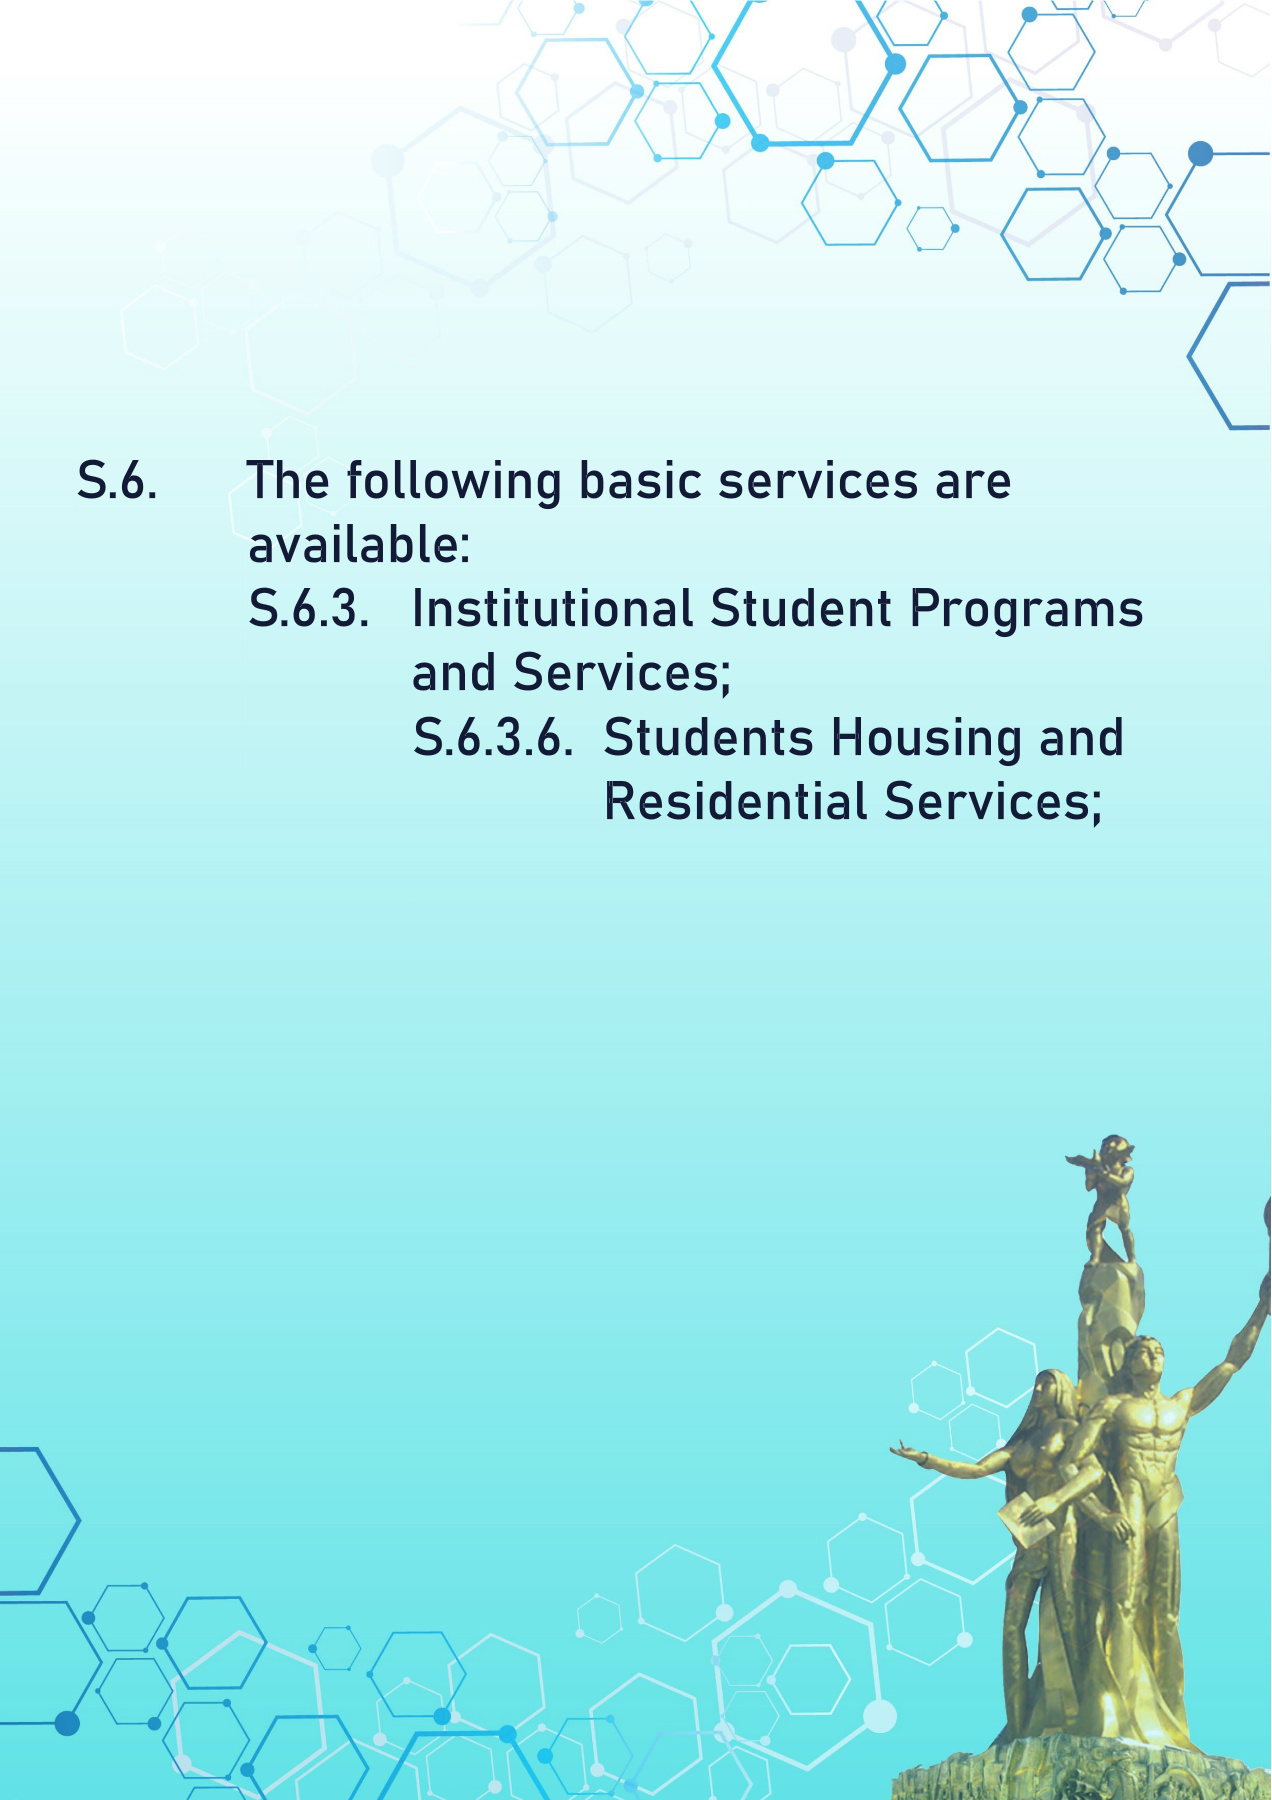 S.6. The following basic services are
available:
S.6.3. Institutional Student Programs
and Services;
S.6.3.6. Students Housing and
Residential Services;